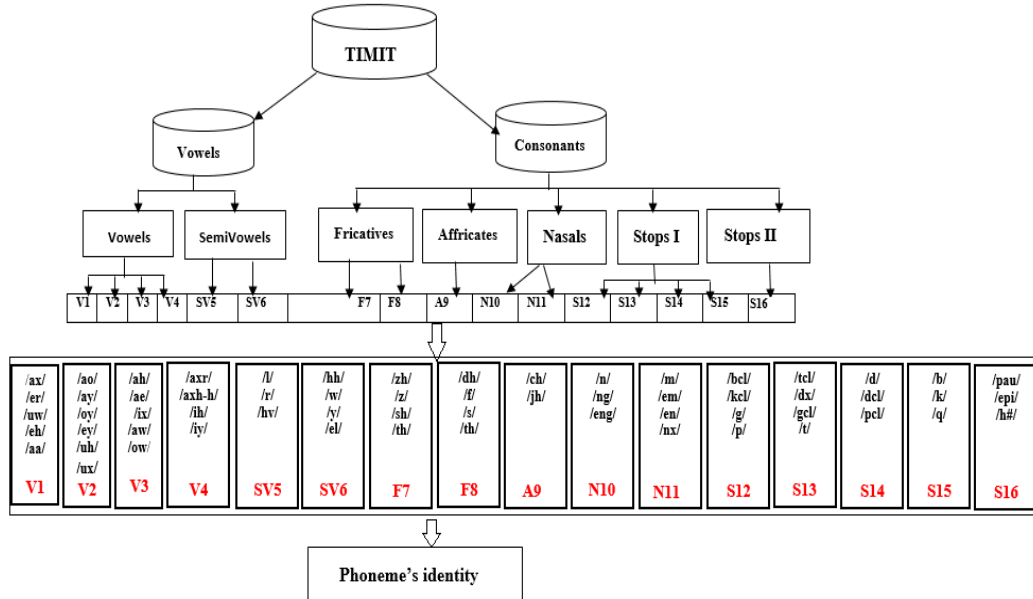 TIMIT
Vowels
Consonants
Vowels
SemiVowels
Fricatives
Affricates
Nasals
Stops I
Stops II
V1
V2
V3
V4
SV5
SV6
F7
F8
A9
N10
N11
S12
S13
S14
S15
S16
/ax/
/er/
/uw/
/eh/
/aa/
V1
/ao/
/ay/
/oy/
/ey/
/uh/
/ux/
V2
/ah/
/ae/
/ix/
/aw/
/ow/
V3
/axr/
/axh-h/
/ih/
/iy/
V4
/l/
/r/
/hv/
SV5
/hh/
/w/
/y/
/el/
SV6
/zh/
/z/
/sh/
/th/
F7
/dh/
/f/
/s/
/th/
F8
/ch/
/jh/
A9
/n/
/ng/
/eng/
N10
/m/
/em/
/en/
/nx/
N11
/bcl/
/kcl/
/g/
/p/
S12
/tcl/
/dx/
/gcl/
/t/
S13
/d/
/dcl/
/pcl/
S14
/b/
/k/
/q/
S15
/pau/
/epi/
/h#/
S16
Phoneme's identity